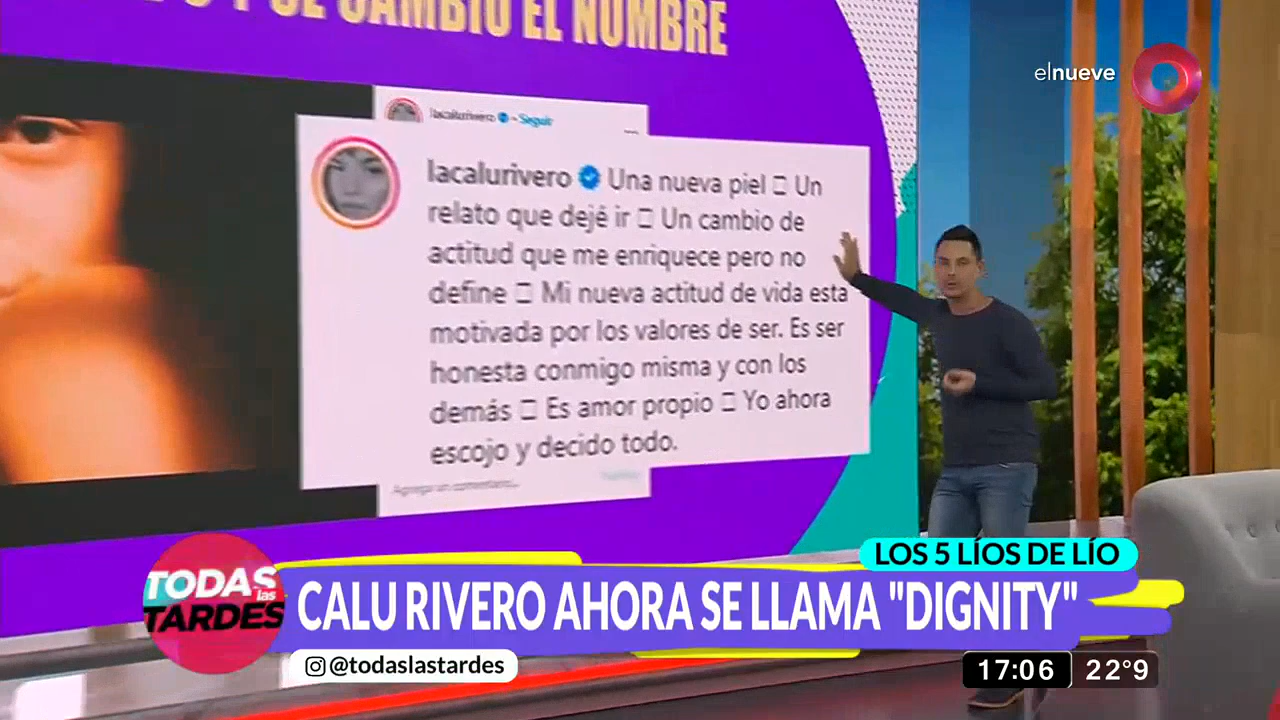 Y SE CAMBIÓ EL NOMBRE
elnueve
lacalurivero • Seguir
lacalurivero Una nueva piel □ Un
relato que dejé ir □ Un cambio de
actitud que me enriquece pero no
define □ Mi nueva actitud de vida esta
motivada por los valores de ser. Es ser
honesta conmigo misma y con los
demás □ Es amor propio □ Yo ahora
escojo y decido todo.
Agrega un comentario...
LOS 5 LÍOS DE LÍO
TODAS
las
TARDES
CALU RIVERO AHORA SE LLAMA "DIGNITY"
@todaslastardes
17:06
22°9